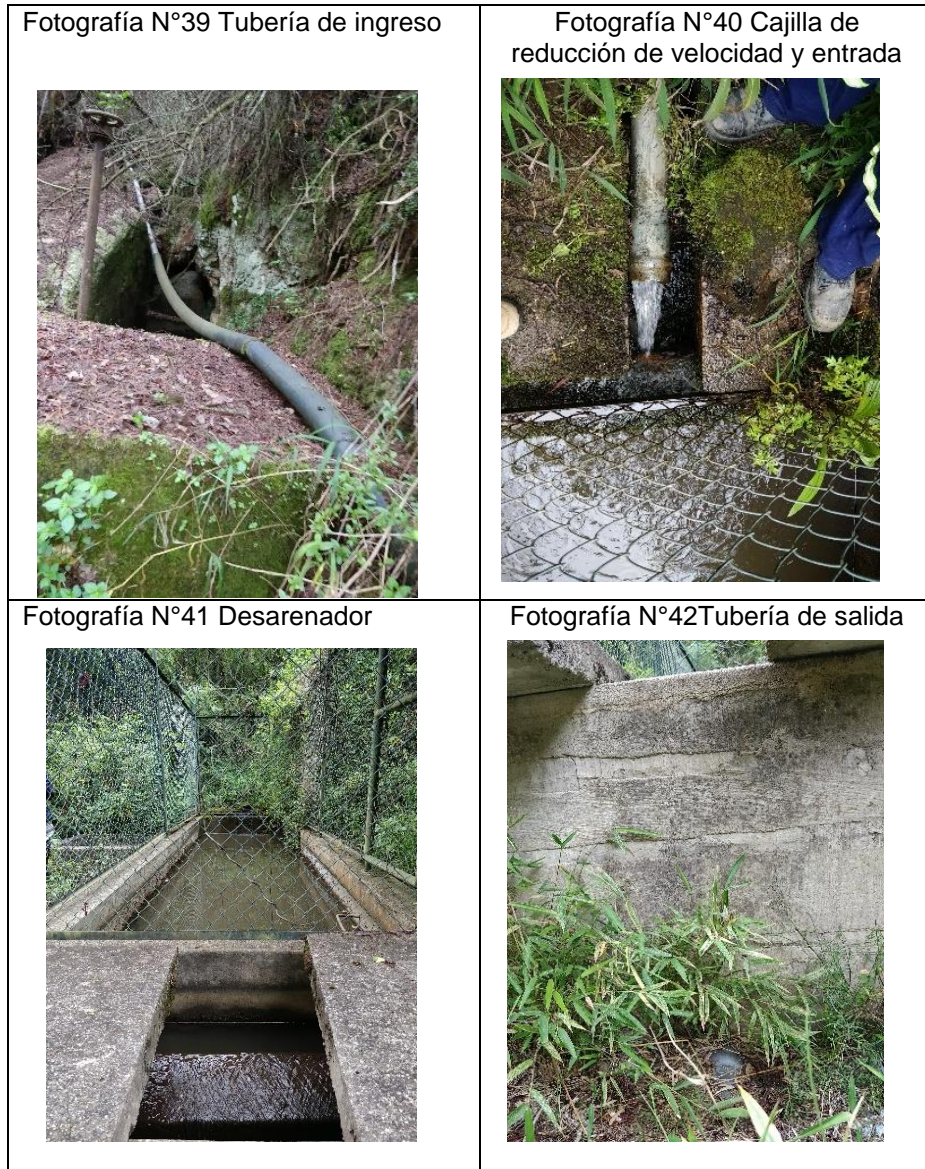 Fotografía N°39 Tubería de ingreso
Fotografía N°40 Cajilla de
reducción de velocidad y entrada
Fotografía N°41 Desarenador
Fotografía N°42Tubería de salida